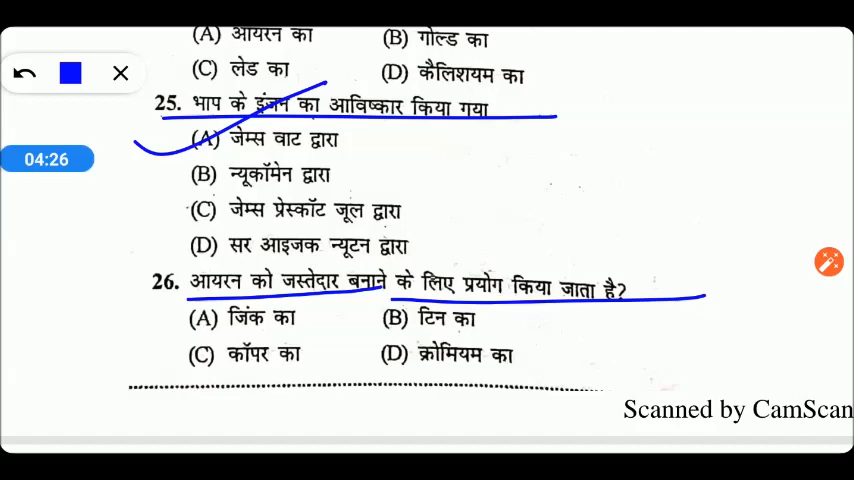 (A) आयरन का (B) गोल्ड का
(C) लेड का (D) कैलिशयम का
25. भाप के इंजन का आविष्कार किया गया
(A) जेम्स वाट द्वारा
04:26
(B) न्यूकॉमेन द्वारा
(C) जेम्स प्रेस्कॉट जूल द्वारा
(D) सर आइजक न्यूटन द्वारा
26. आयरन को जस्तेदार बनाने के लिए प्रयोग किया जाता है?
(A) जिंक का (B) टिन का
(C) कॉपर का (D) क्रोमियम का
Scanned by CamScan